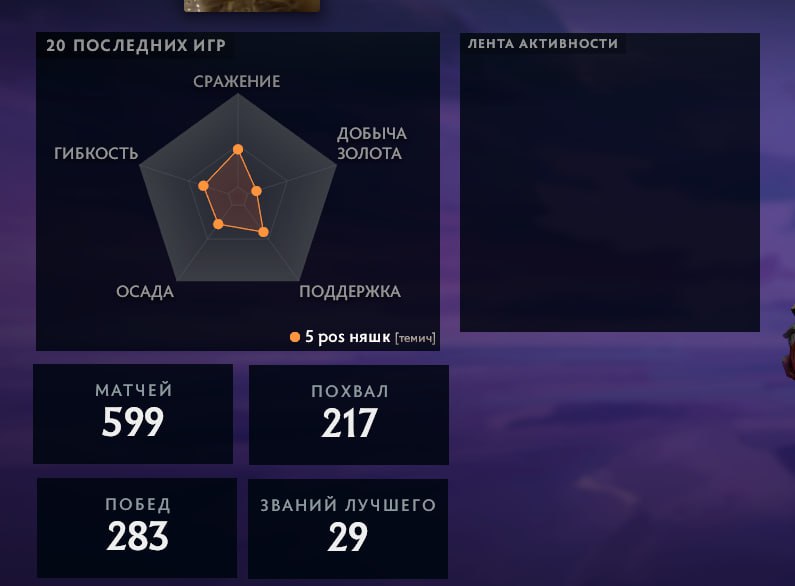 20 ПОСЛЕДНИХ ИГР
СРАЖЕНИЕ
ДОБЫЧА
ЗОЛОТА
ГИБКОСТЬ
ОСАДА
ПОДДЕРЖКА
5 pos няшк [темич]
ЛЕНТА АКТИВНОСТИ
МАТЧЕЙ
599
ПОХВАЛ
217
ПОБЕД
283
ЗВАНИЙ ЛУЧШЕГО
29